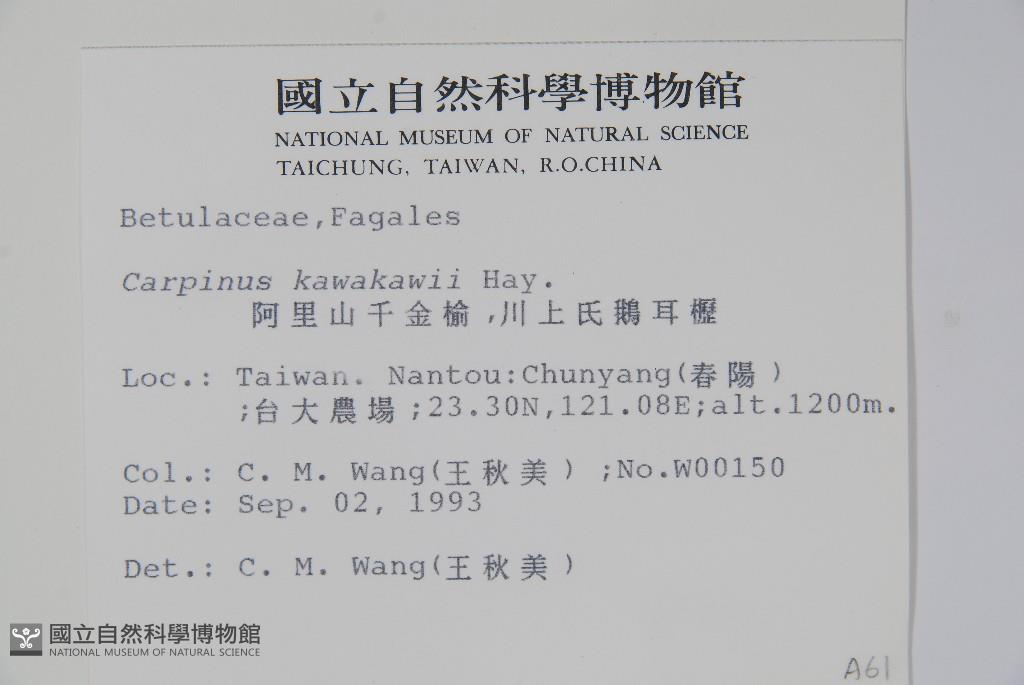 國立自然科學博物館
NATIONAL MUSEUM OF NATURAL SCIENCE
TAICHUNG, TAIWAN, R.O.CHINA
Betulaceae,Fagales
Carpinus kawakawii Hay.
阿里山千金榆,川上氏鵝耳櫪
Loc.: Taiwan. Nantou:Chunyang(春陽)
;台大農場;23.30N,121.08E;alt.1200m.
Col.: C. M. Wang(王秋美) ;No.W00150
Date: Sep. 02, 1993
Det.: C. M. Wang(王秋美)
國立自然科學博物館
NATIONAL MUSEUM OF NATURAL SCIENCE
A61